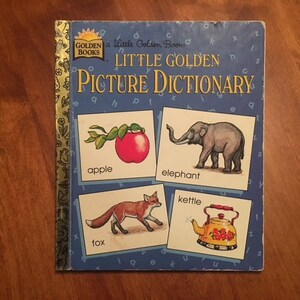 GOLDEN
BOOKS
a Little Golden Book
LITTLE GOLDEN
PICTURE DICTIONARY
apple
elephant
fox
kettle